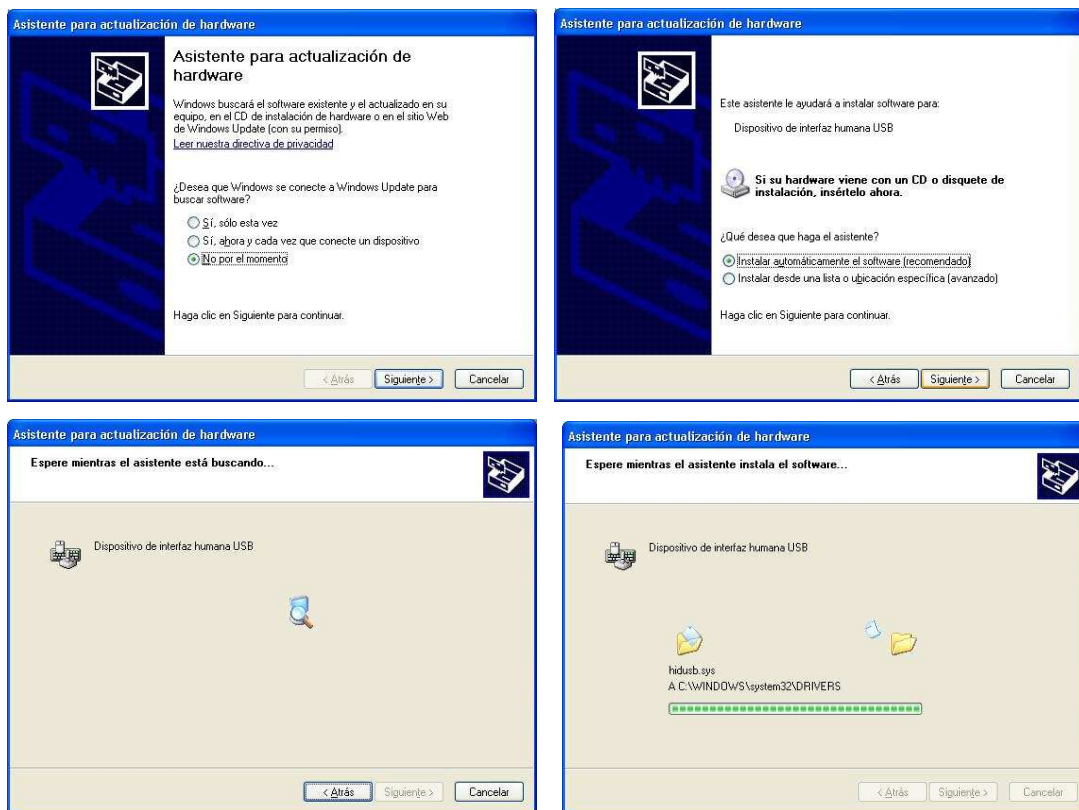 Asistente para actualización de hardware
Asistente para actualización de
hardware
Windows buscará el software existente y el actualizado en su
equipo, en el CD de instalación de hardware o en el sitio Web
de Windows Update (con su permiso).
Leer nuestra directiva de privacidad
¿Desea que Windows se conecte a Windows Update para
buscar software?
Sí, sólo esta vez
Sí, ahora y cada vez que conecte un dispositivo
No por el momento
Haga clic en Siguiente para continuar.
< Atrás
Siguiente >
Cancelar
Asistente para actualización de hardware
Este asistente le ayudará a instalar software para:
Dispositivo de interfaz humana USB
Si su hardware viene con un CD o disquete de
instalación, insértelo ahora.
¿Qué desea que haga el asistente?
Instalar automáticamente el software (recomendado)
Instalar desde una lista o ubicación específica (avanzado)
Haga clic en Siguiente para continuar.
< Atrás
Siguiente >
Cancelar
Asistente para actualización de hardware
Espere mientras el asistente está buscando...
Dispositivo de interfaz humana USB
< Atrás
Siguiente >
Cancelar
Asistente para actualización de hardware
Espere mientras el asistente instala el software...
Dispositivo de interfaz humana USB
hidusb.sys
A C:\WINDOWS\system32\DRIVERS
< Atrás
Siguiente >
Cancelar